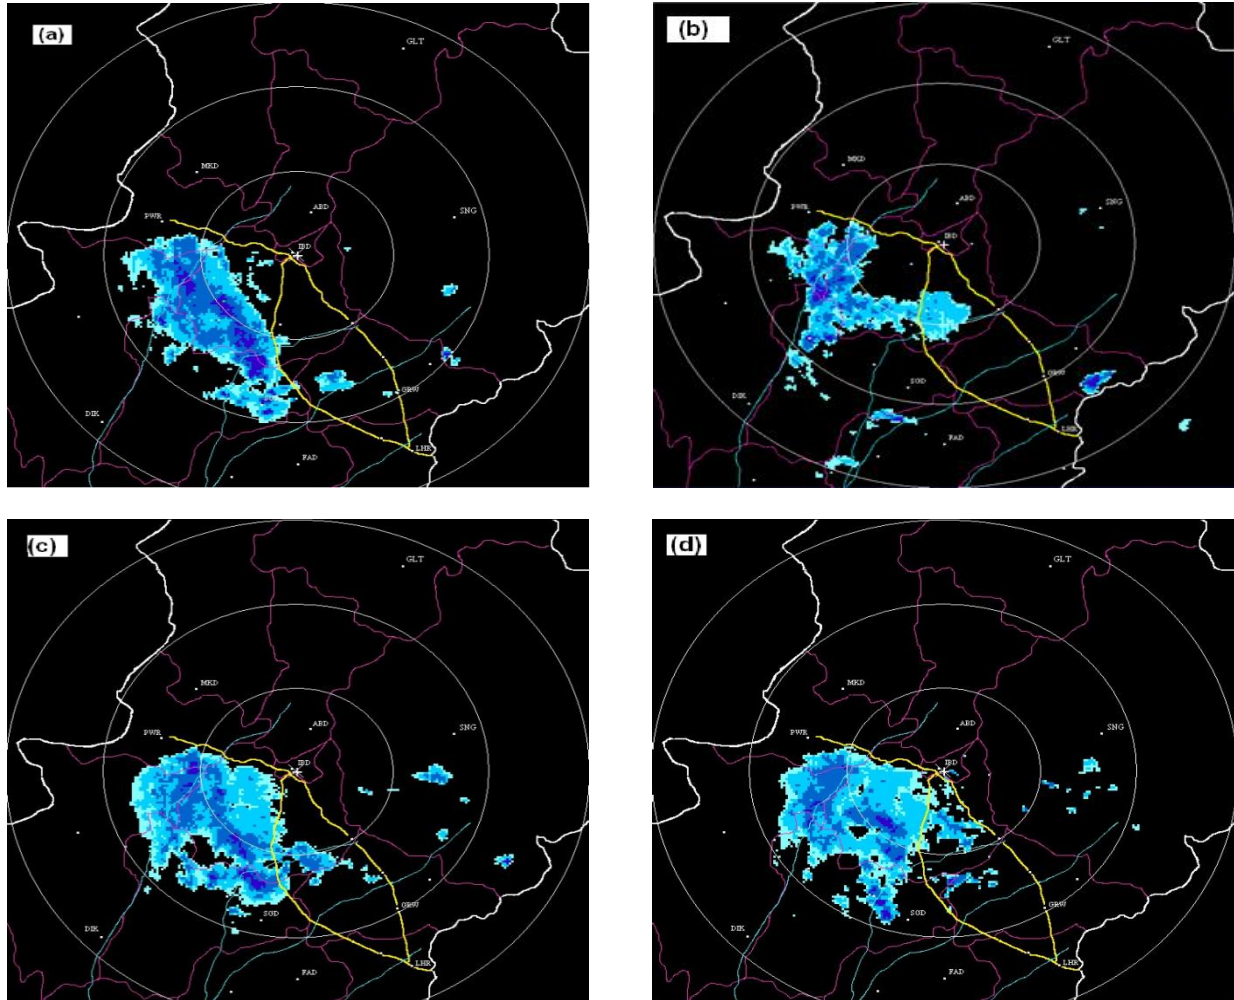 (a)
GLT
MKD
ABD
PWR
SNG
IBD
GRW
DIK
LHR
FAD
(b)
GLT
MKD
ABD
PWR
SNG
IBD
SGD
GRW
DIK
LHR
FAD
(c)
GLT
MKD
ABD
PWR
SNG
IBD
SGD
GRW
DIK
LHR
FAD
(d)
GLT
MKD
ABD
PWR
SNG
IBD
SGD
GRW
DIK
LHR
FAD